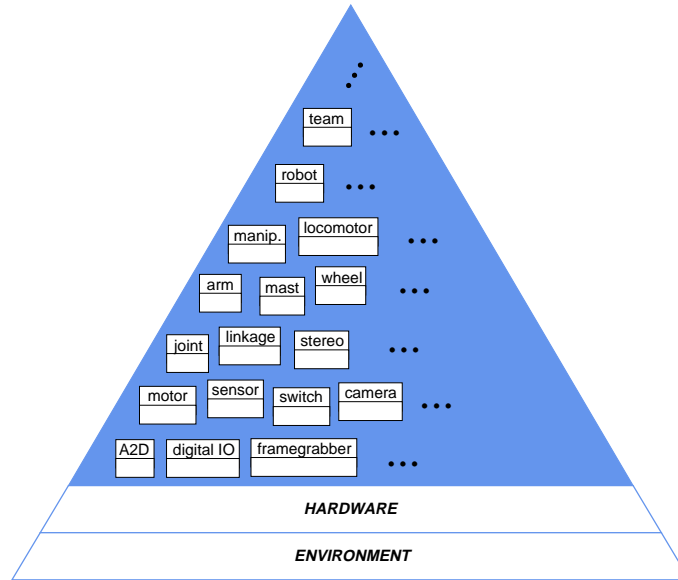 team
robot
manip. locomotor
arm mast wheel
joint linkage stereo
motor sensor switch camera
A2D digital IO framegrabber
HARDWARE
ENVIRONMENT